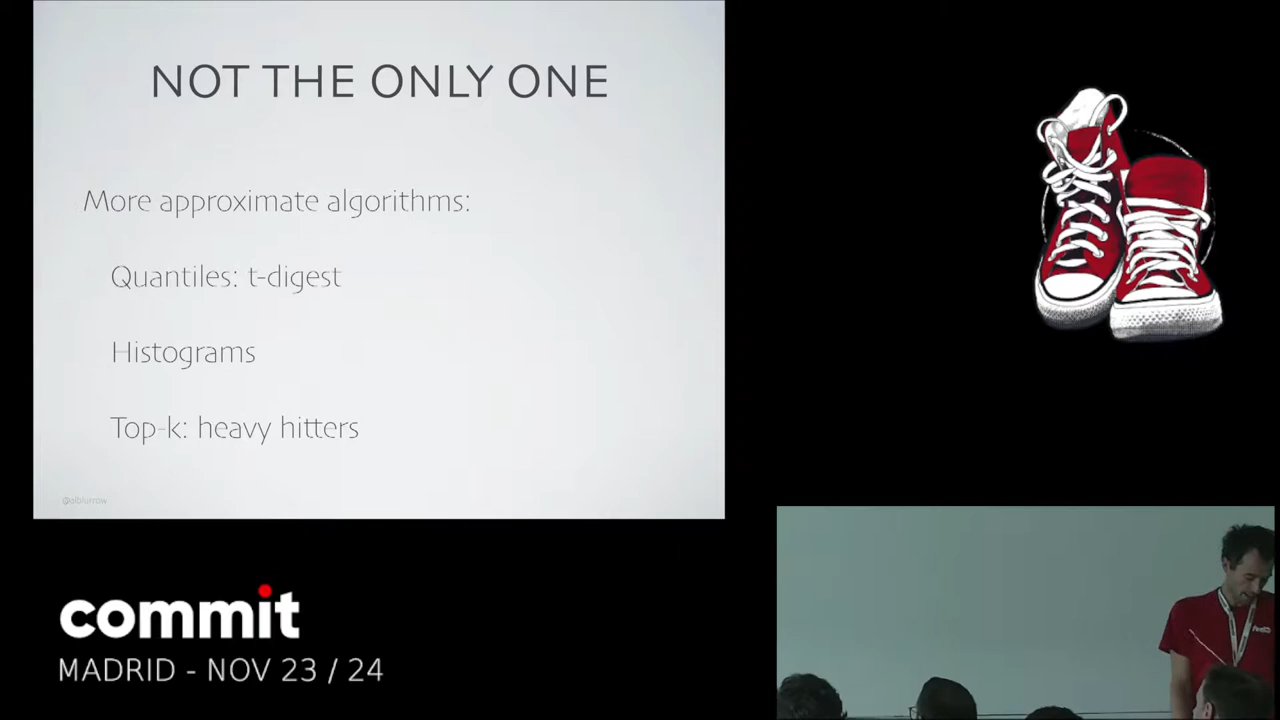 NOT THE ONLY ONE
More approximate algorithms:
Quantiles: t-digest
Histograms
Top-k: heavy hitters
commit
MADRID - NOV 23 / 24